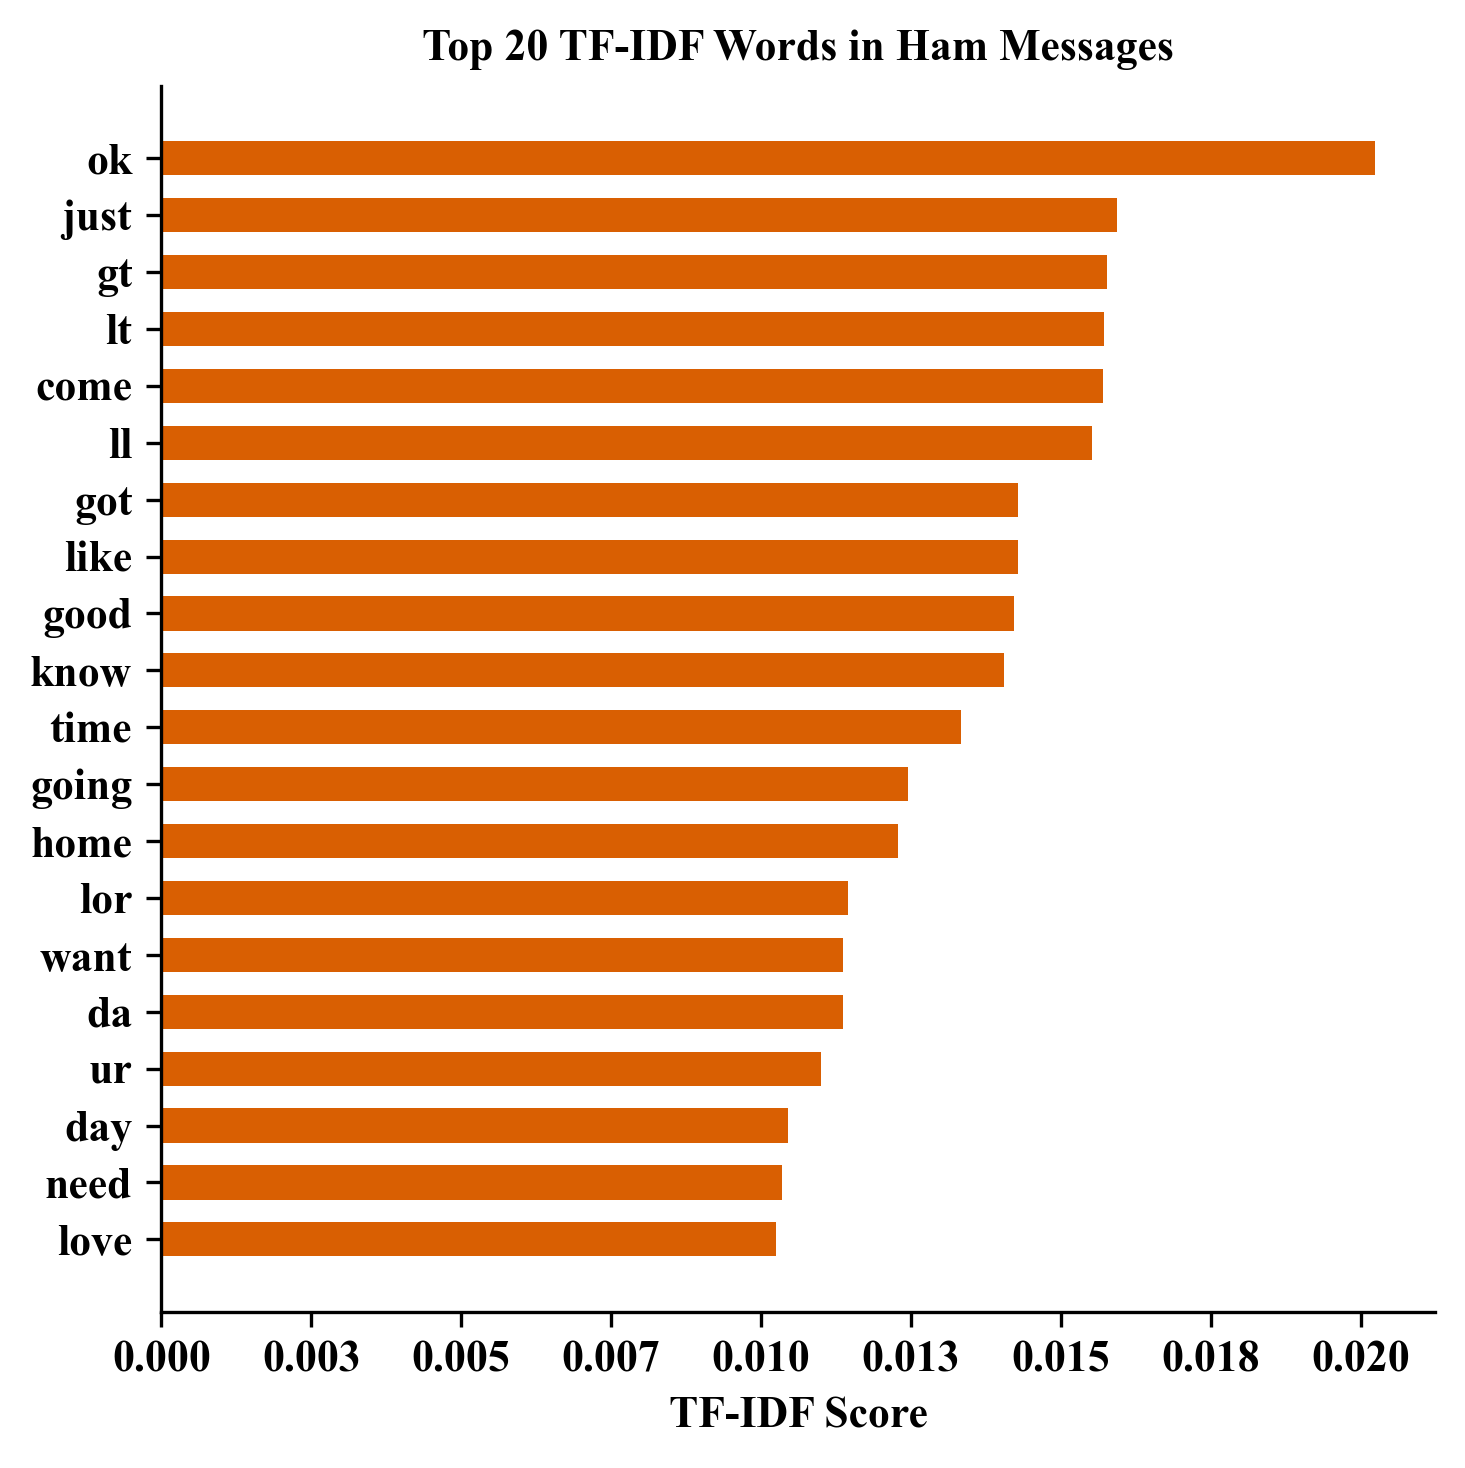 Top 20 TF-IDF Words in Ham Messages
ok
just
gt
lt
come
ll
got
like
good
know
time
going
home
lor
want
da
ur
day
need
love
0.000 0.003 0.005 0.007 0.010 0.013 0.015 0.018 0.020
TF-IDF Score